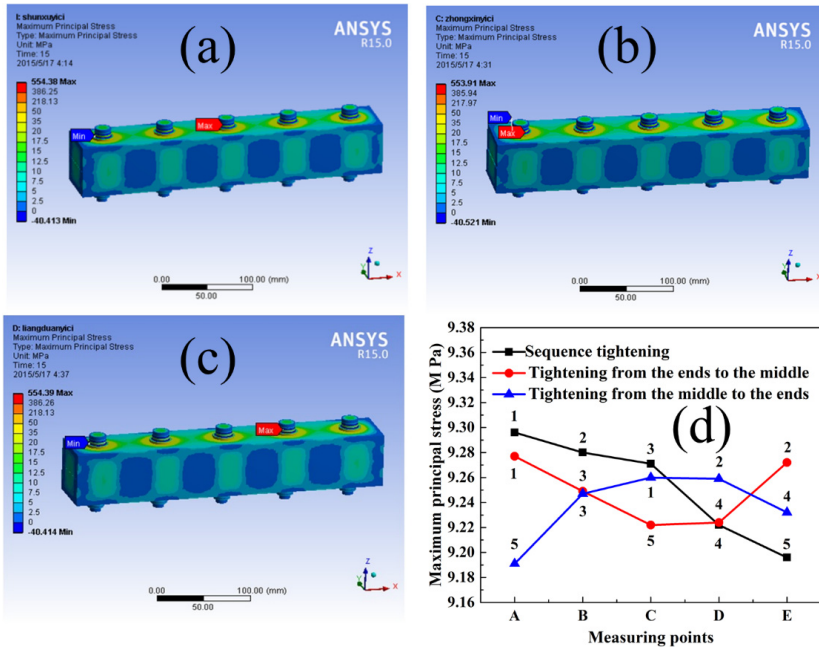 I: shunxuyici
Maximum Principal Stress
Type: Maximum Principal Stress
Unit: MPa
Time: 15
2015/5/17 4:14
554.38 Max
386.25
218.13
50
35
20
17.5
15
12.5
10
7.5
5
2.5
0
-40.413 Min
(a)
ANSYS
R15.0
Min
Max
0.00 100.00 (mm)
50.00
Z
Y
X
C: zhongxinyici
Maximum Principal Stress
Type: Maximum Principal Stress
Unit: MPa
Time: 15
2015/5/17 4:31
553.91 Max
385.94
217.97
50
35
20
17.5
15
12.5
10
7.5
5
2.5
0
-40.521 Min
(b)
ANSYS
R15.0
Min
Max
0.00 100.00 (mm)
50.00
Z
Y
X
D: liangduanyici
Maximum Principal Stress
Type: Maximum Principal Stress
Unit: MPa
Time: 15
2015/5/17 4:37
554.39 Max
386.26
218.13
50
35
20
17.5
15
12.5
10
7.5
5
2.5
0
-40.414 Min
(c)
ANSYS
R15.0
Min
Max
0.00 100.00 (mm)
50.00
Z
Y
X
Maximum principal stress (M Pa)
9.38
9.36
9.34
9.32
9.30
9.28
9.26
9.24
9.22
9.20
9.18
9.16
Sequence tightening
Tightening from the ends to the middle
Tightening from the middle to the ends
(d)
1 2 3 2 2
1 3 1 4 4
5 3 5 4 5
A B C D E
Measuring points